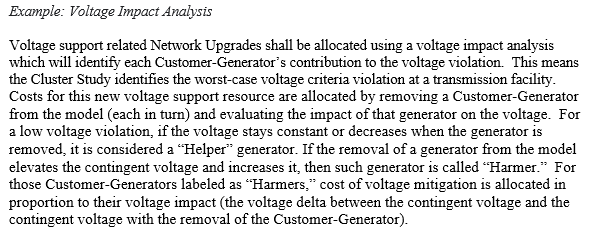 Example: Voltage Impact Analysis
Voltage support related Network Upgrades shall be allocated using a voltage impact analysis
which will identify each Customer-Generator's contribution to the voltage violation.  This means
the Cluster Study identifies the worst-case voltage criteria violation at a transmission facility.
Costs for this new voltage support resource are allocated by removing a Customer-Generator
from the model (each in turn) and evaluating the impact of that generator on the voltage.  For
a low voltage violation, if the voltage stays constant or decreases when the generator is
removed, it is considered a “Helper” generator. If the removal of a generator from the model
elevates the contingent voltage and increases it, then such generator is called “Harmer.”  For
those Customer-Generators labeled as “Harmers,” cost of voltage mitigation is allocated in
proportion to their voltage impact (the voltage delta between the contingent voltage and the
contingent voltage with the removal of the Customer-Generator).